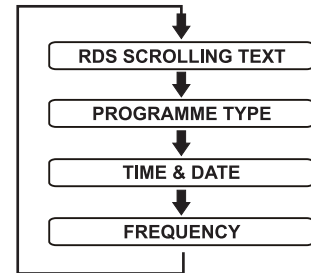 RDS SCROLLING TEXT
PROGRAMME TYPE
TIME & DATE
FREQUENCY